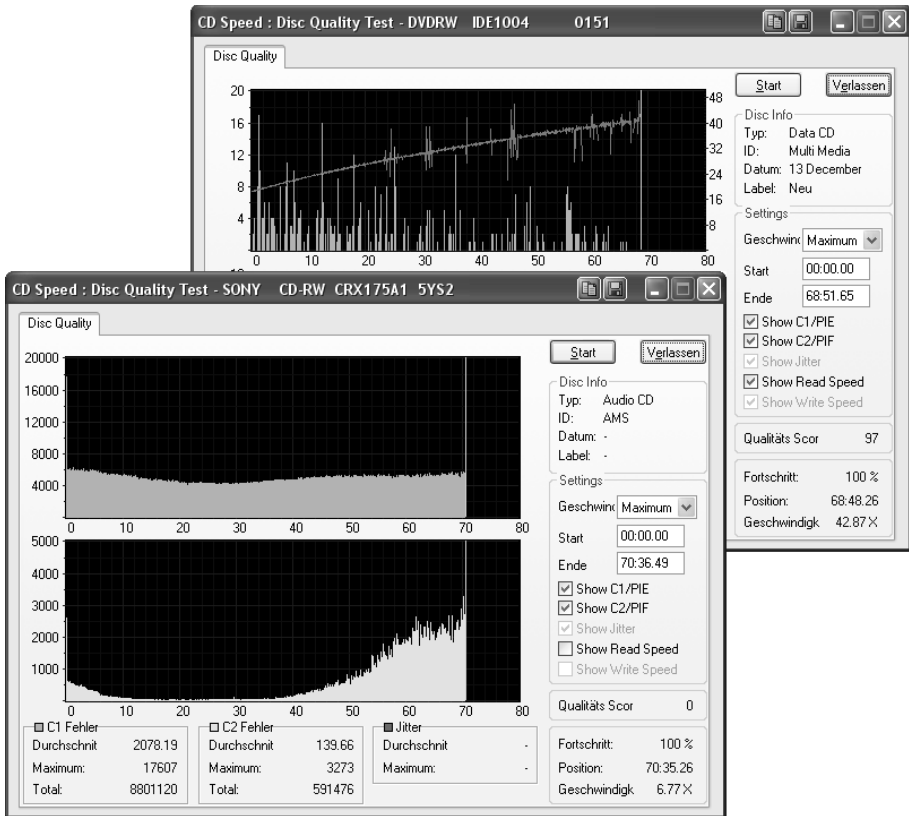 CD Speed : Disc Quality Test - DVDRW IDE1004 0151
Disc Quality
20
16
12
8
4
48
40
32
24
16
8
0 10 20 30 40 50 60 70 80
Start Verlassen
Disc Info
Typ: Data CD
ID: Multi Media
Datum: 13 December
Label: Neu
Settings
Geschwin Maximum
Start 00:00.00
Ende 68:51.65
Show C1/PIE
Show C2/PIF
Show Jitter
Show Read Speed
Show Write Speed
Qualitäts Scor 97
Fortschritt: 100 %
Position: 68:48.26
Geschwindigk 42.87 X
CD Speed : Disc Quality Test - SONY CD-RW CRX175A1 5YS2
Disc Quality
20000
16000
12000
8000
4000
0 10 20 30 40 50 60 70 80
5000
4000
3000
2000
1000
0 10 20 30 40 50 60 70 80
C1 Fehler
Durchschnit 2078.19
Maximum: 17607
Total: 8801120
C2 Fehler
Durchschnit 139.66
Maximum: 3273
Total: 591476
Jitter
Durchschnit -
Maximum: -
Start Verlassen
Disc Info
Typ: Audio CD
ID: AMS
Datum: -
Label: -
Settings
Geschwin Maximum
Start 00:00.00
Ende 70:36.49
Show C1/PIE
Show C2/PIF
Show Jitter
Show Read Speed
Show Write Speed
Qualitäts Scor 0
Fortschritt: 100 %
Position: 70:35.26
Geschwindigk 6.77 X